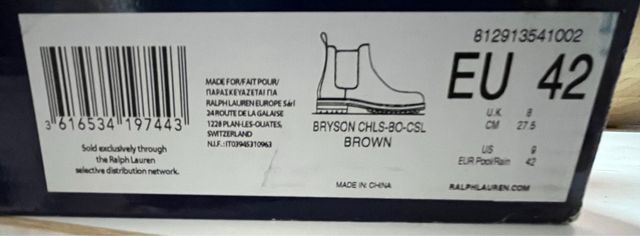 3 616534 197443
Sold exclusively through
the Ralph Lauren
selective distribution network.
MADE FOR/FAIT POUR/
ΠΑΡΑΣΚΕΥΑΖΕΤΑΙ ΓΙΑ
RALPH LAUREN EUROPE Sàrl
24 ROUTE DE LA GALAISE
1228 PLAN-LES-OUATES,
SWITZERLAND
N.I.F.:IT03945310963
BRYSON CHLS-BO-CSL
BROWN
MADE IN CHINA
812913541002
EU 42
U.K 8
CM 27.5
US 9
EUR Pool/Rain 42
RALPHLAUREN.COM